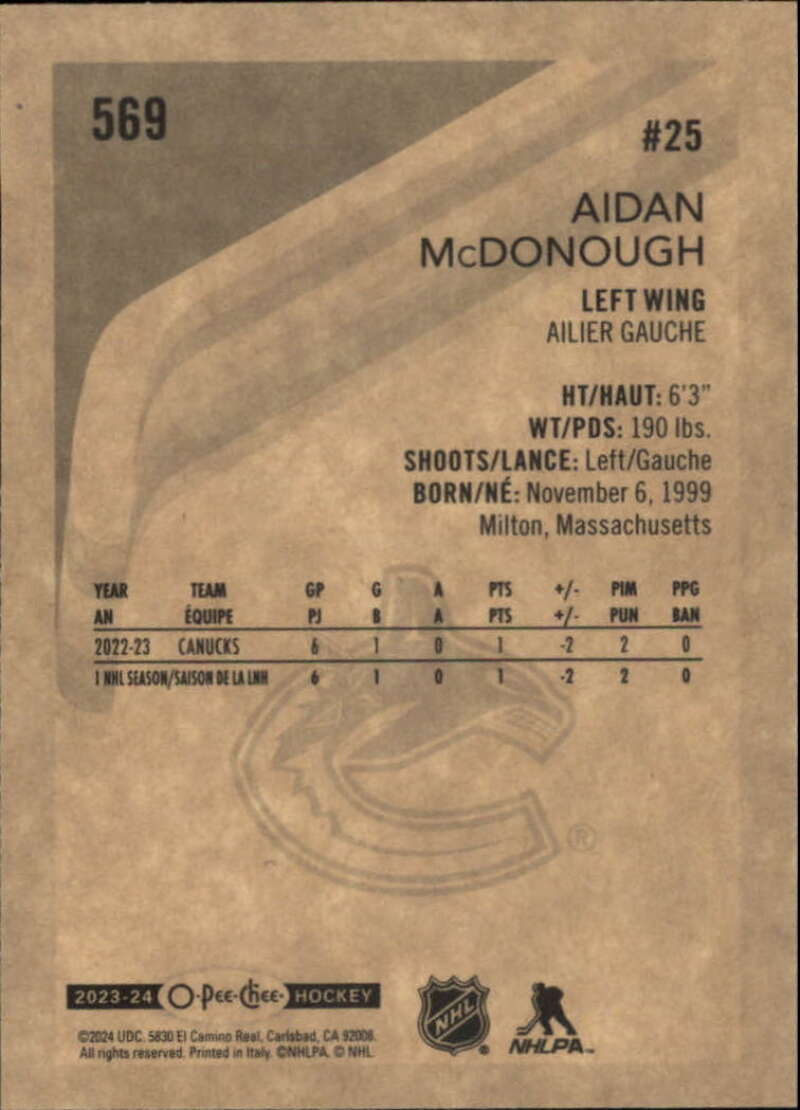 569
#25
AIDAN
McDONOUGH
LEFT WING
AILIER GAUCHE
HT/HAUT: 6'3"
WT/PDS: 190 lbs.
SHOOTS/LANCE: Left/Gauche
BORN/NÉ: November 6, 1999
Milton, Massachusetts
YEAR TEAM GP G A PTS +/- PIM PPG
AN ÉQUIPE PJ B A PTS +/- PUN BAN
2022-23 CANUCKS 6 1 0 1 -2 2 0
1 NHL SEASON/SAISON DE LA LNH 6 1 0 1 -2 2 0
®
2023-24 O-Pee-Chee HOCKEY
©2024 UDC. 5830 El Camino Real, Carlsbad, CA 92008.
All rights reserved. Printed in Italy. ©NHLPA. © NHL.
NHL ®
NHLPA™